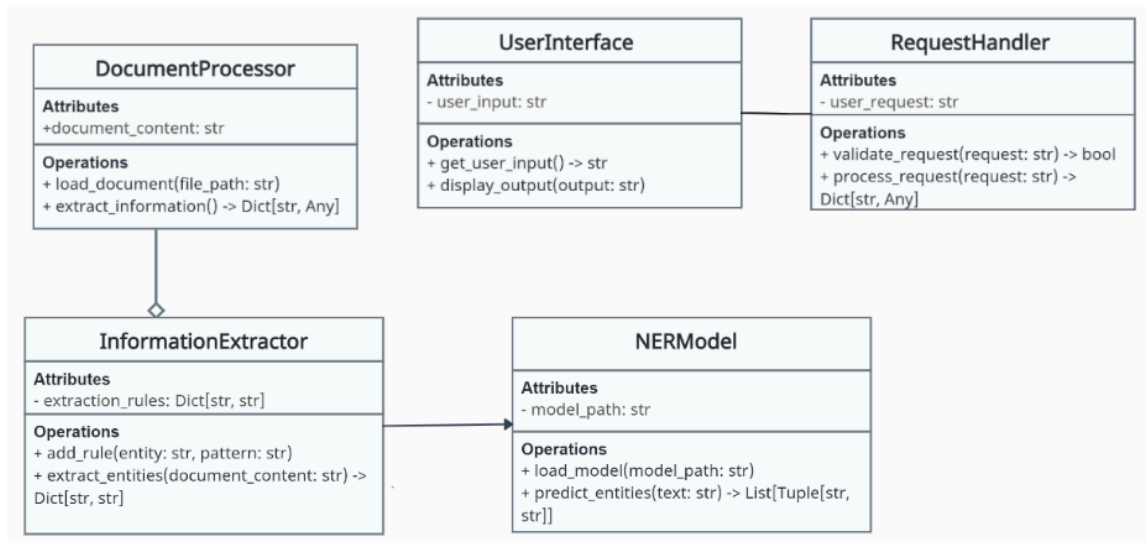 DocumentProcessor
Attributes
+document_content: str
Operations
+ load_document(file_path: str)
+ extract_information() -> Dict[str, Any]
UserInterface
Attributes
- user_input: str
Operations
+ get_user_input() -> str
+ display_output(output: str)
RequestHandler
Attributes
- user_request: str
Operations
+ validate_request(request: str) -> bool
+ process_request(request: str) ->
Dict[str, Any]
InformationExtractor
Attributes
- extraction_rules: Dict[str, str]
Operations
+ add_rule(entity: str, pattern: str)
+ extract_entities(document_content: str) ->
Dict[str, str]
NERModel
Attributes
- model_path: str
Operations
+ load_model(model_path: str)
+ predict_entities(text: str) -> List[Tuple[str,
str]]